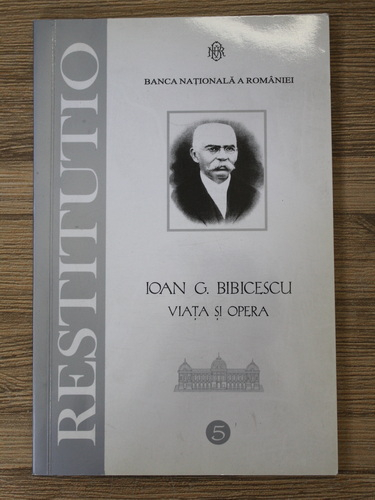 BANCA NAȚIONALĂ A ROMÂNIEI
RESTITUTIO
IOAN G. BIBICESCU
VIAȚA ȘI OPERA
5